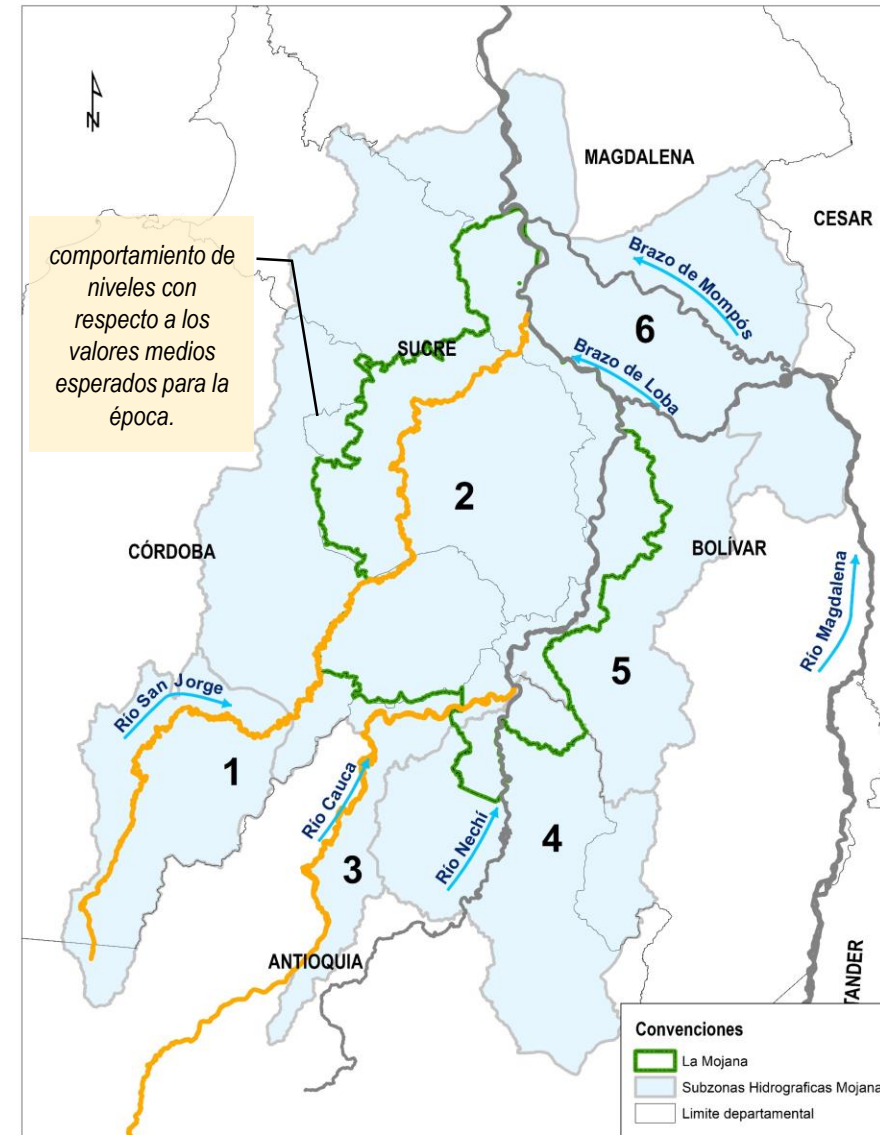 N
MAGDALENA
CESAR
comportamiento de
niveles con
respecto a los
valores medios
esperados para la
época.
Brazo de Mompós
6
SUCRE
Brazo de Loba
2
CÓRDOBA
BOLÍVAR
Río Magdalena
Río San Jorge
5
1
Río Cauca
4
3
Río Nechí
ANTIOQUIA
TANDER
Convenciones
La Mojana
Subzonas Hidrograficas Mojana
Limite departamental